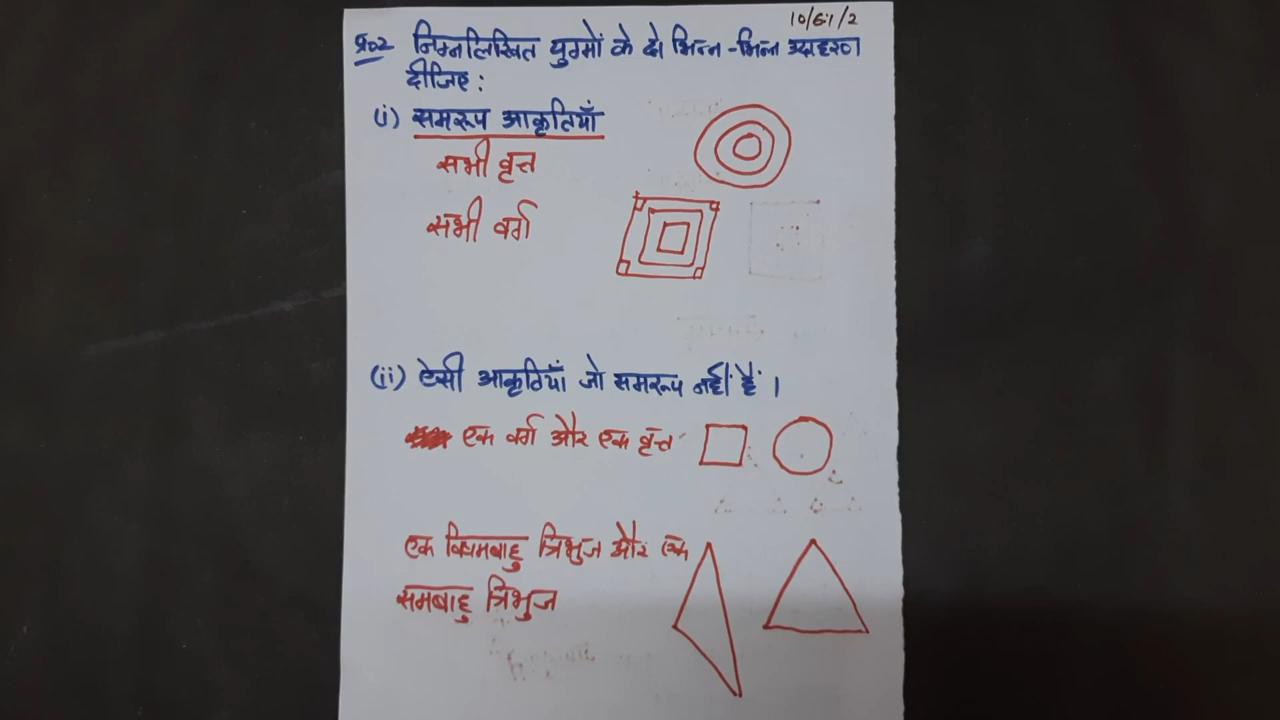 10/6.1/2
प्र०2 निम्नलिखित युग्मों के दो भिन्न-भिन्न उदाहरण
दीजिए:
(i) समरूप आकृतियाँ
सभी वृत्त
सभी वर्ग
(ii) ऐसी आकृतियाँ जो समरूप नहीं हैं।
एक वर्ग और एक वृत्त
एक विषमबाहु त्रिभुज और एक
समबाहु त्रिभुज